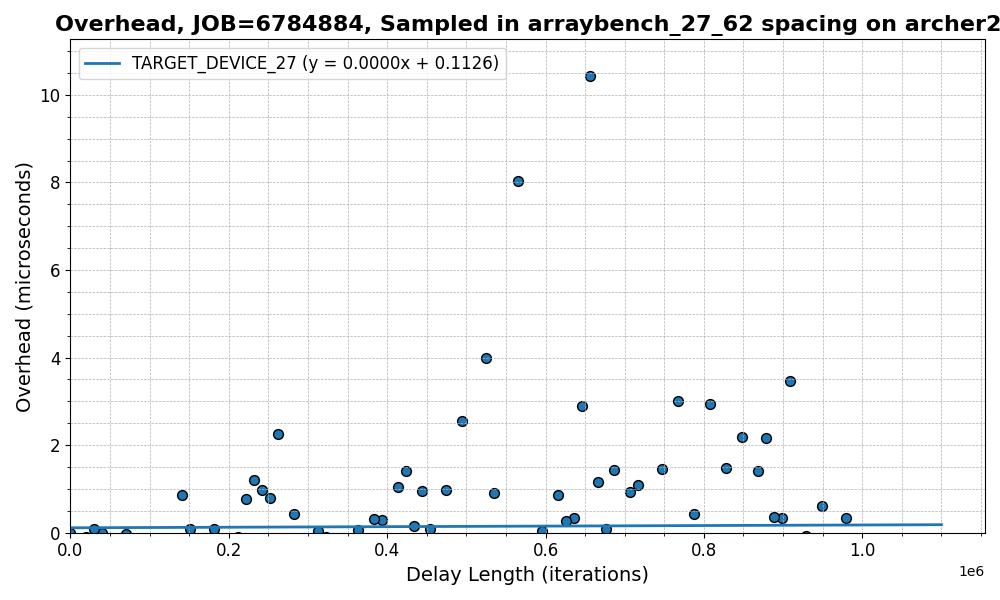 Overhead, JOB=6784884, Sampled in arraybench_27_62 spacing on archer2
TARGET_DEVICE_27 (y = 0.0000x + 0.1126)
Overhead (microseconds)
10
8
6
4
2
0
0.0 0.2 0.4 0.6 0.8 1.0
1e6
Delay Length (iterations)